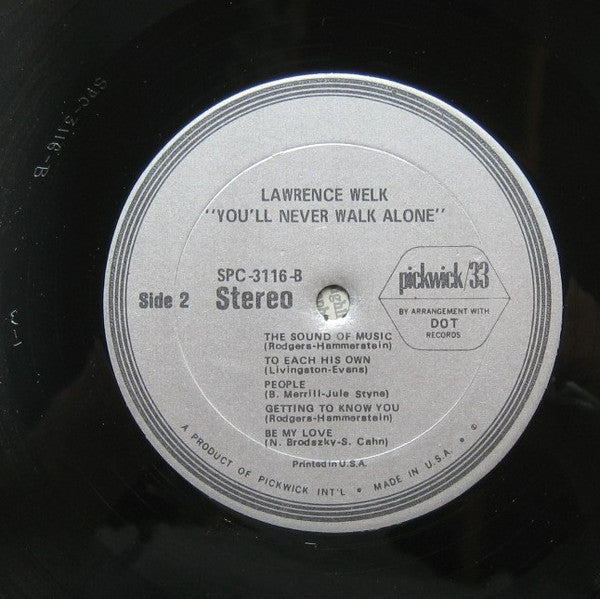 SPC-3116-B
LAWRENCE WELK
"YOU'LL NEVER WALK ALONE"
SPC-3116-B
Side 2 Stereo
pickwick/33
BY ARRANGEMENT WITH
DOT
RECORDS
THE SOUND OF MUSIC
(Rodgers-Hammerstein)
TO EACH HIS OWN
(Livingston-Evans)
PEOPLE
(B. Merrill-Jule Styne)
GETTING TO KNOW YOU
(Rodgers-Hammerstein)
BE MY LOVE
(N. Brodszky-S. Cahn)
Printed in U.S.A.
A PRODUCT OF PICKWICK INT'L • MADE IN U.S.A. • ©